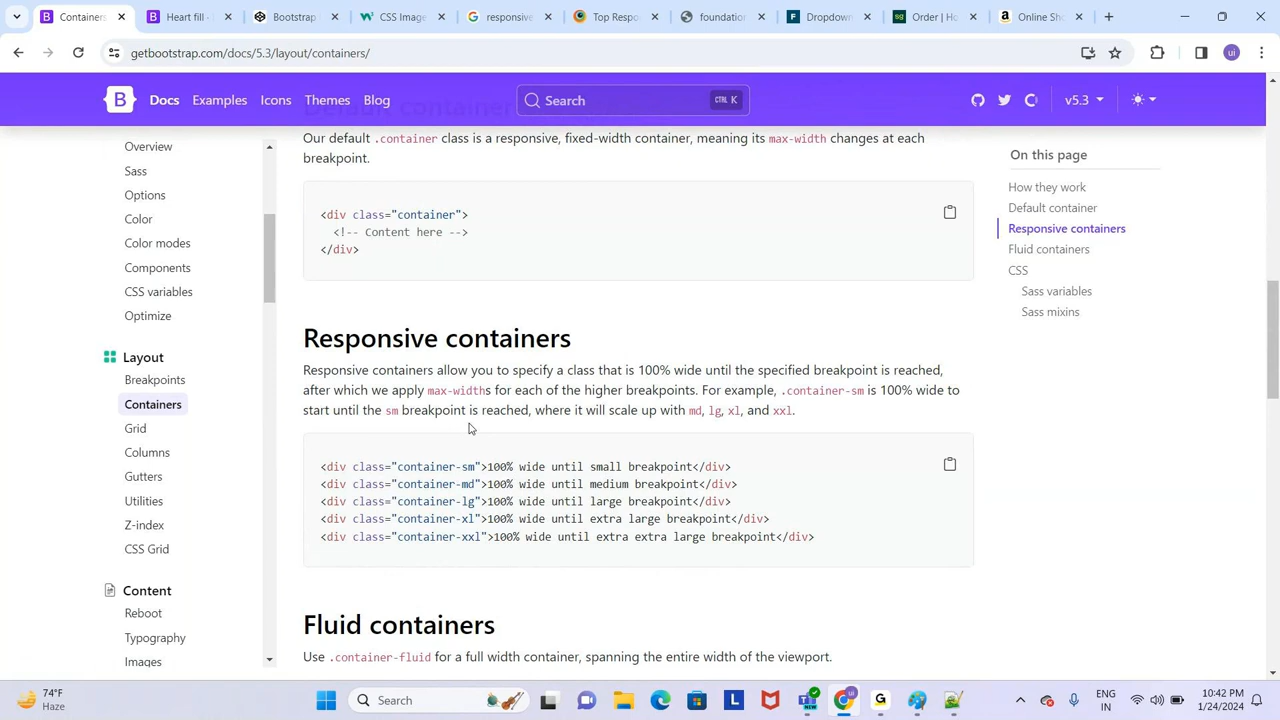 Containers
Heart fill -
Bootstrap
CSS Image
responsive
Top Resp
foundation
Dropdown
Order | Ho
Online Sho
getbootstrap.com/docs/5.3/layout/containers/
ui
B Docs Examples Icons Themes Blog
Search CTRL K
v5.3
Overview
Sass
Options
Color
Color modes
Components
CSS variables
Optimize
Layout
Breakpoints
Containers
Grid
Columns
Gutters
Utilities
Z-index
CSS Grid
Content
Reboot
Typography
Images
Default container
Our default .container class is a responsive, fixed-width container, meaning its max-width changes at each
breakpoint.
<div class="container">
<!-- Content here -->
</div>
Responsive containers
Responsive containers allow you to specify a class that is 100% wide until the specified breakpoint is reached,
after which we apply max-widths for each of the higher breakpoints. For example, .container-sm is 100% wide to
start until the sm breakpoint is reached, where it will scale up with md, lg, xl, and xxl.
<div class="container-sm">100% wide until small breakpoint</div>
<div class="container-md">100% wide until medium breakpoint</div>
<div class="container-lg">100% wide until large breakpoint</div>
<div class="container-xl">100% wide until extra large breakpoint</div>
<div class="container-xxl">100% wide until extra extra large breakpoint</div>
Fluid containers
Use .container-fluid for a full width container, spanning the entire width of the viewport.
On this page
How they work
Default container
Responsive containers
Fluid containers
CSS
Sass variables
Sass mixins
74°F
Haze
Search
ENG
IN
10:42 PM
1/24/2024